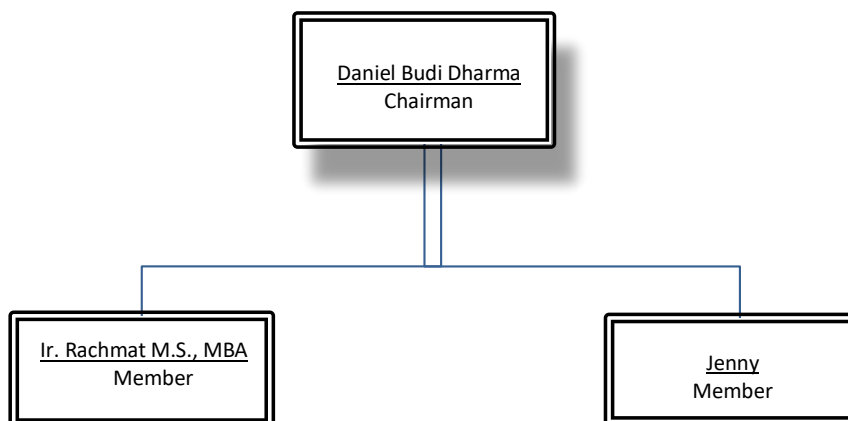 Daniel Budi Dharma
Chairman
Ir. Rachmat M.S., MBA
Member
Jenny
Member